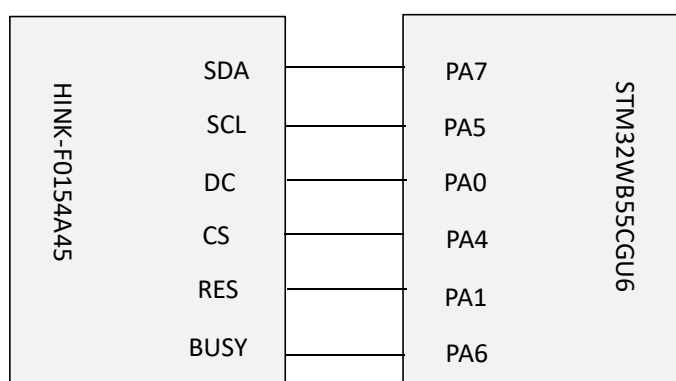 HINK-F0154A45
SDA
SCL
DC
CS
RES
BUSY
PA7
PA5
PA0
PA4
PA1
PA6
STM32WB55CGU6